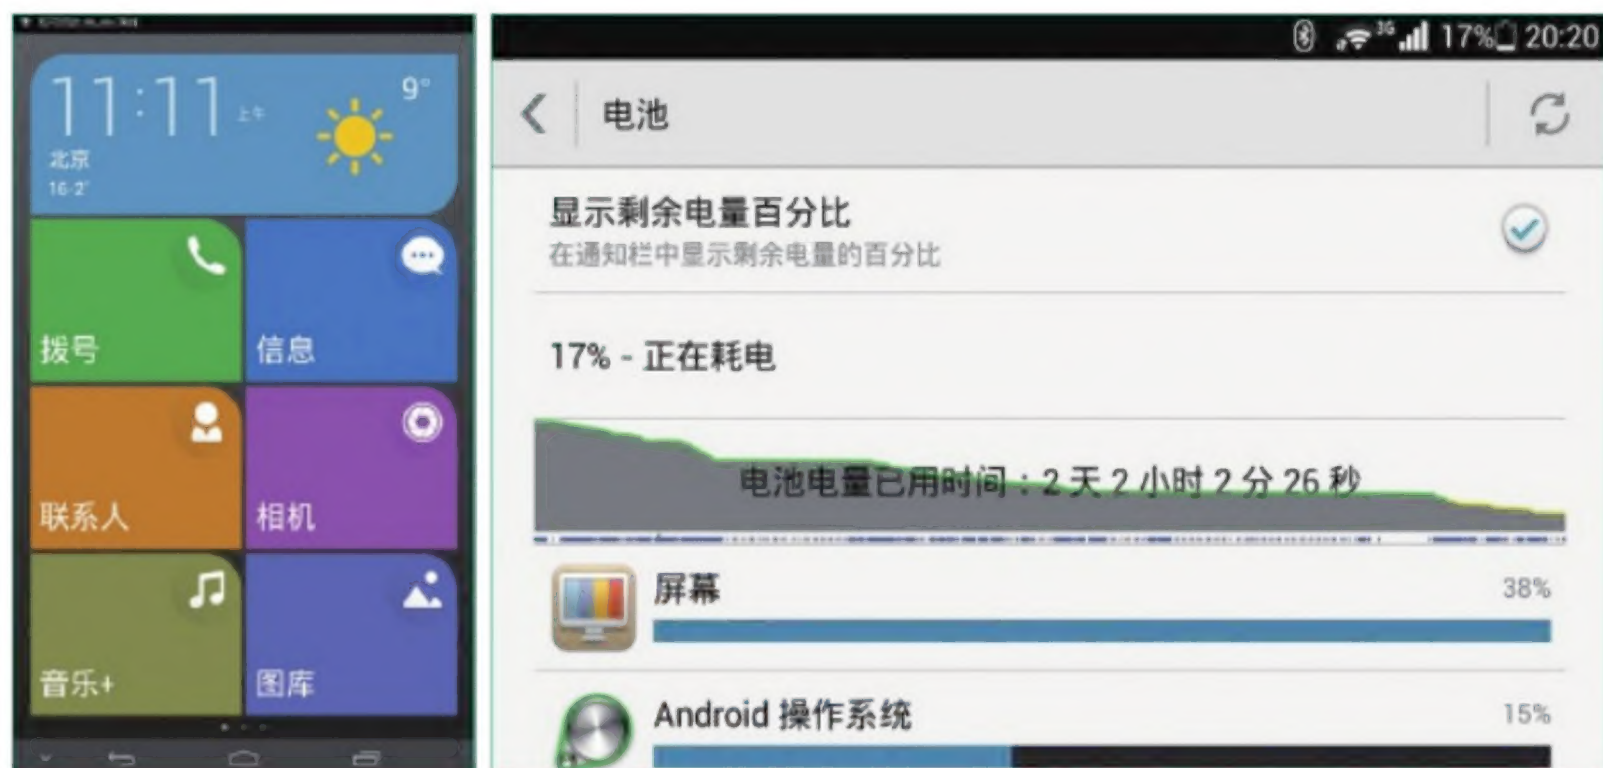 11:11 上午
9°
北京
16-2°
拨号
信息
联系人
相机
音乐+
图库
3G 17% 20:20
电池
显示剩余电量百分比
在通知栏中显示剩余电量的百分比
17% - 正在耗电
电池电量已用时间:2 天 2 小时 2 分 26 秒
屏幕
38%
Android 操作系统
15%